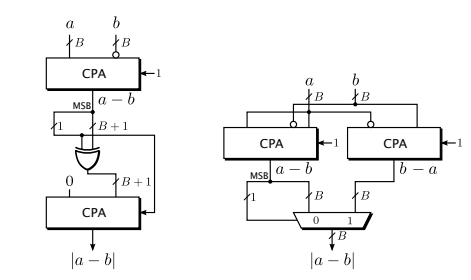 a b
B B
CPA 1
a − b
MSB
1 B + 1
0 B + 1
CPA
|a − b|
a b
B B
CPA 1 CPA 1
a − b b − a
MSB
1 B B
0 1
B
|a − b|